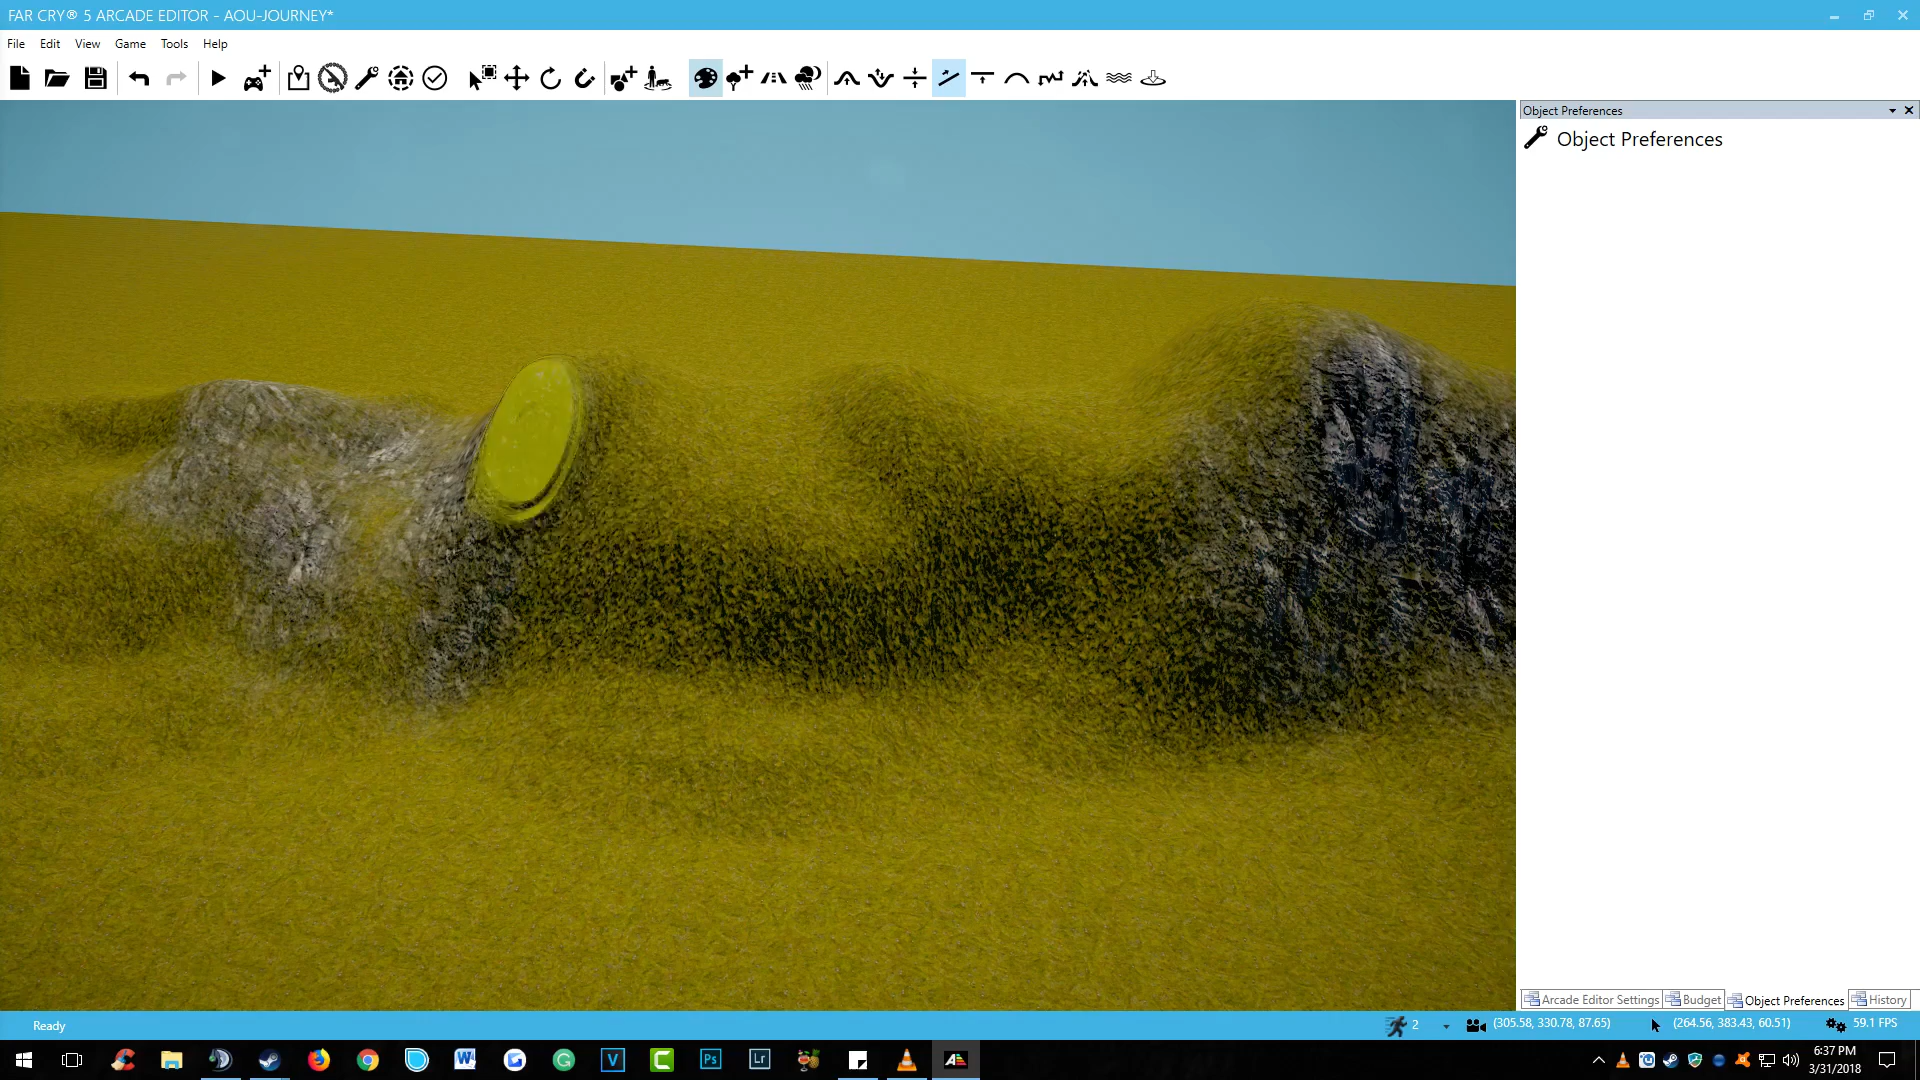 FAR CRY® 5 ARCADE EDITOR - AOU-JOURNEY*
File Edit View Game Tools Help
Object Preferences
Object Preferences
Arcade Editor Settings Budget Object Preferences History
Ready 2 (305.58, 330.78, 87.65) (264.56, 383.43, 60.51) 59.1 FPS
W G V C Ps Lr
6:37 PM
3/31/2018